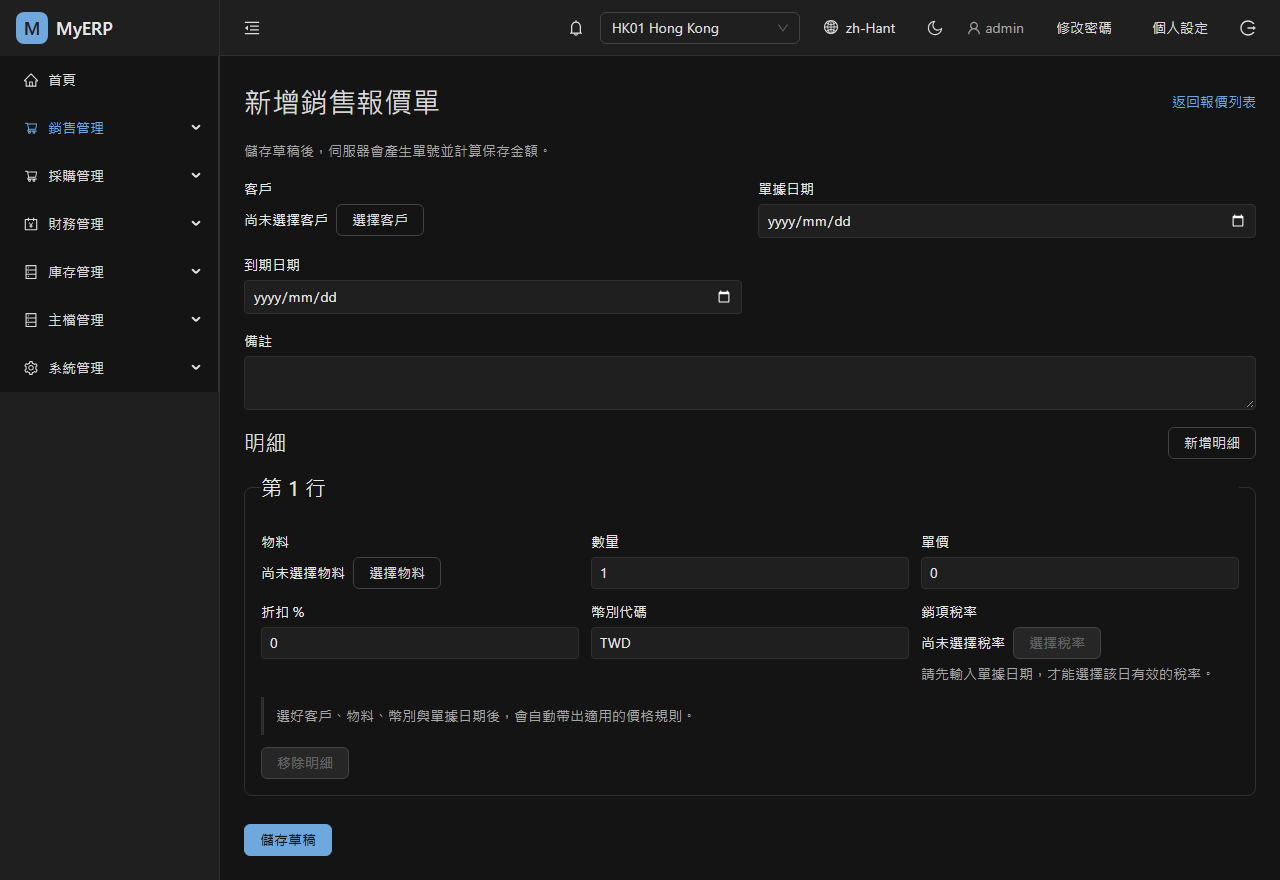 M MyERP
HK01 Hong Kong
zh-Hant
admin
修改密碼
個人設定
首頁
銷售管理
採購管理
財務管理
庫存管理
主檔管理
系統管理
新增銷售報價單
返回報價列表
儲存草稿後，伺服器會產生單號並計算保存金額。
客戶
單據日期
尚未選擇客戶 選擇客戶
yyyy/mm/dd
到期日期
yyyy/mm/dd
備註
明細
新增明細
第 1 行
物料
數量
單價
尚未選擇物料 選擇物料
1
0
折扣 %
幣別代碼
銷項稅率
0
TWD
尚未選擇稅率 選擇稅率
請先輸入單據日期，才能選擇該日有效的稅率。
選好客戶、物料、幣別與單據日期後，會自動帶出適用的價格規則。
移除明細
儲存草稿